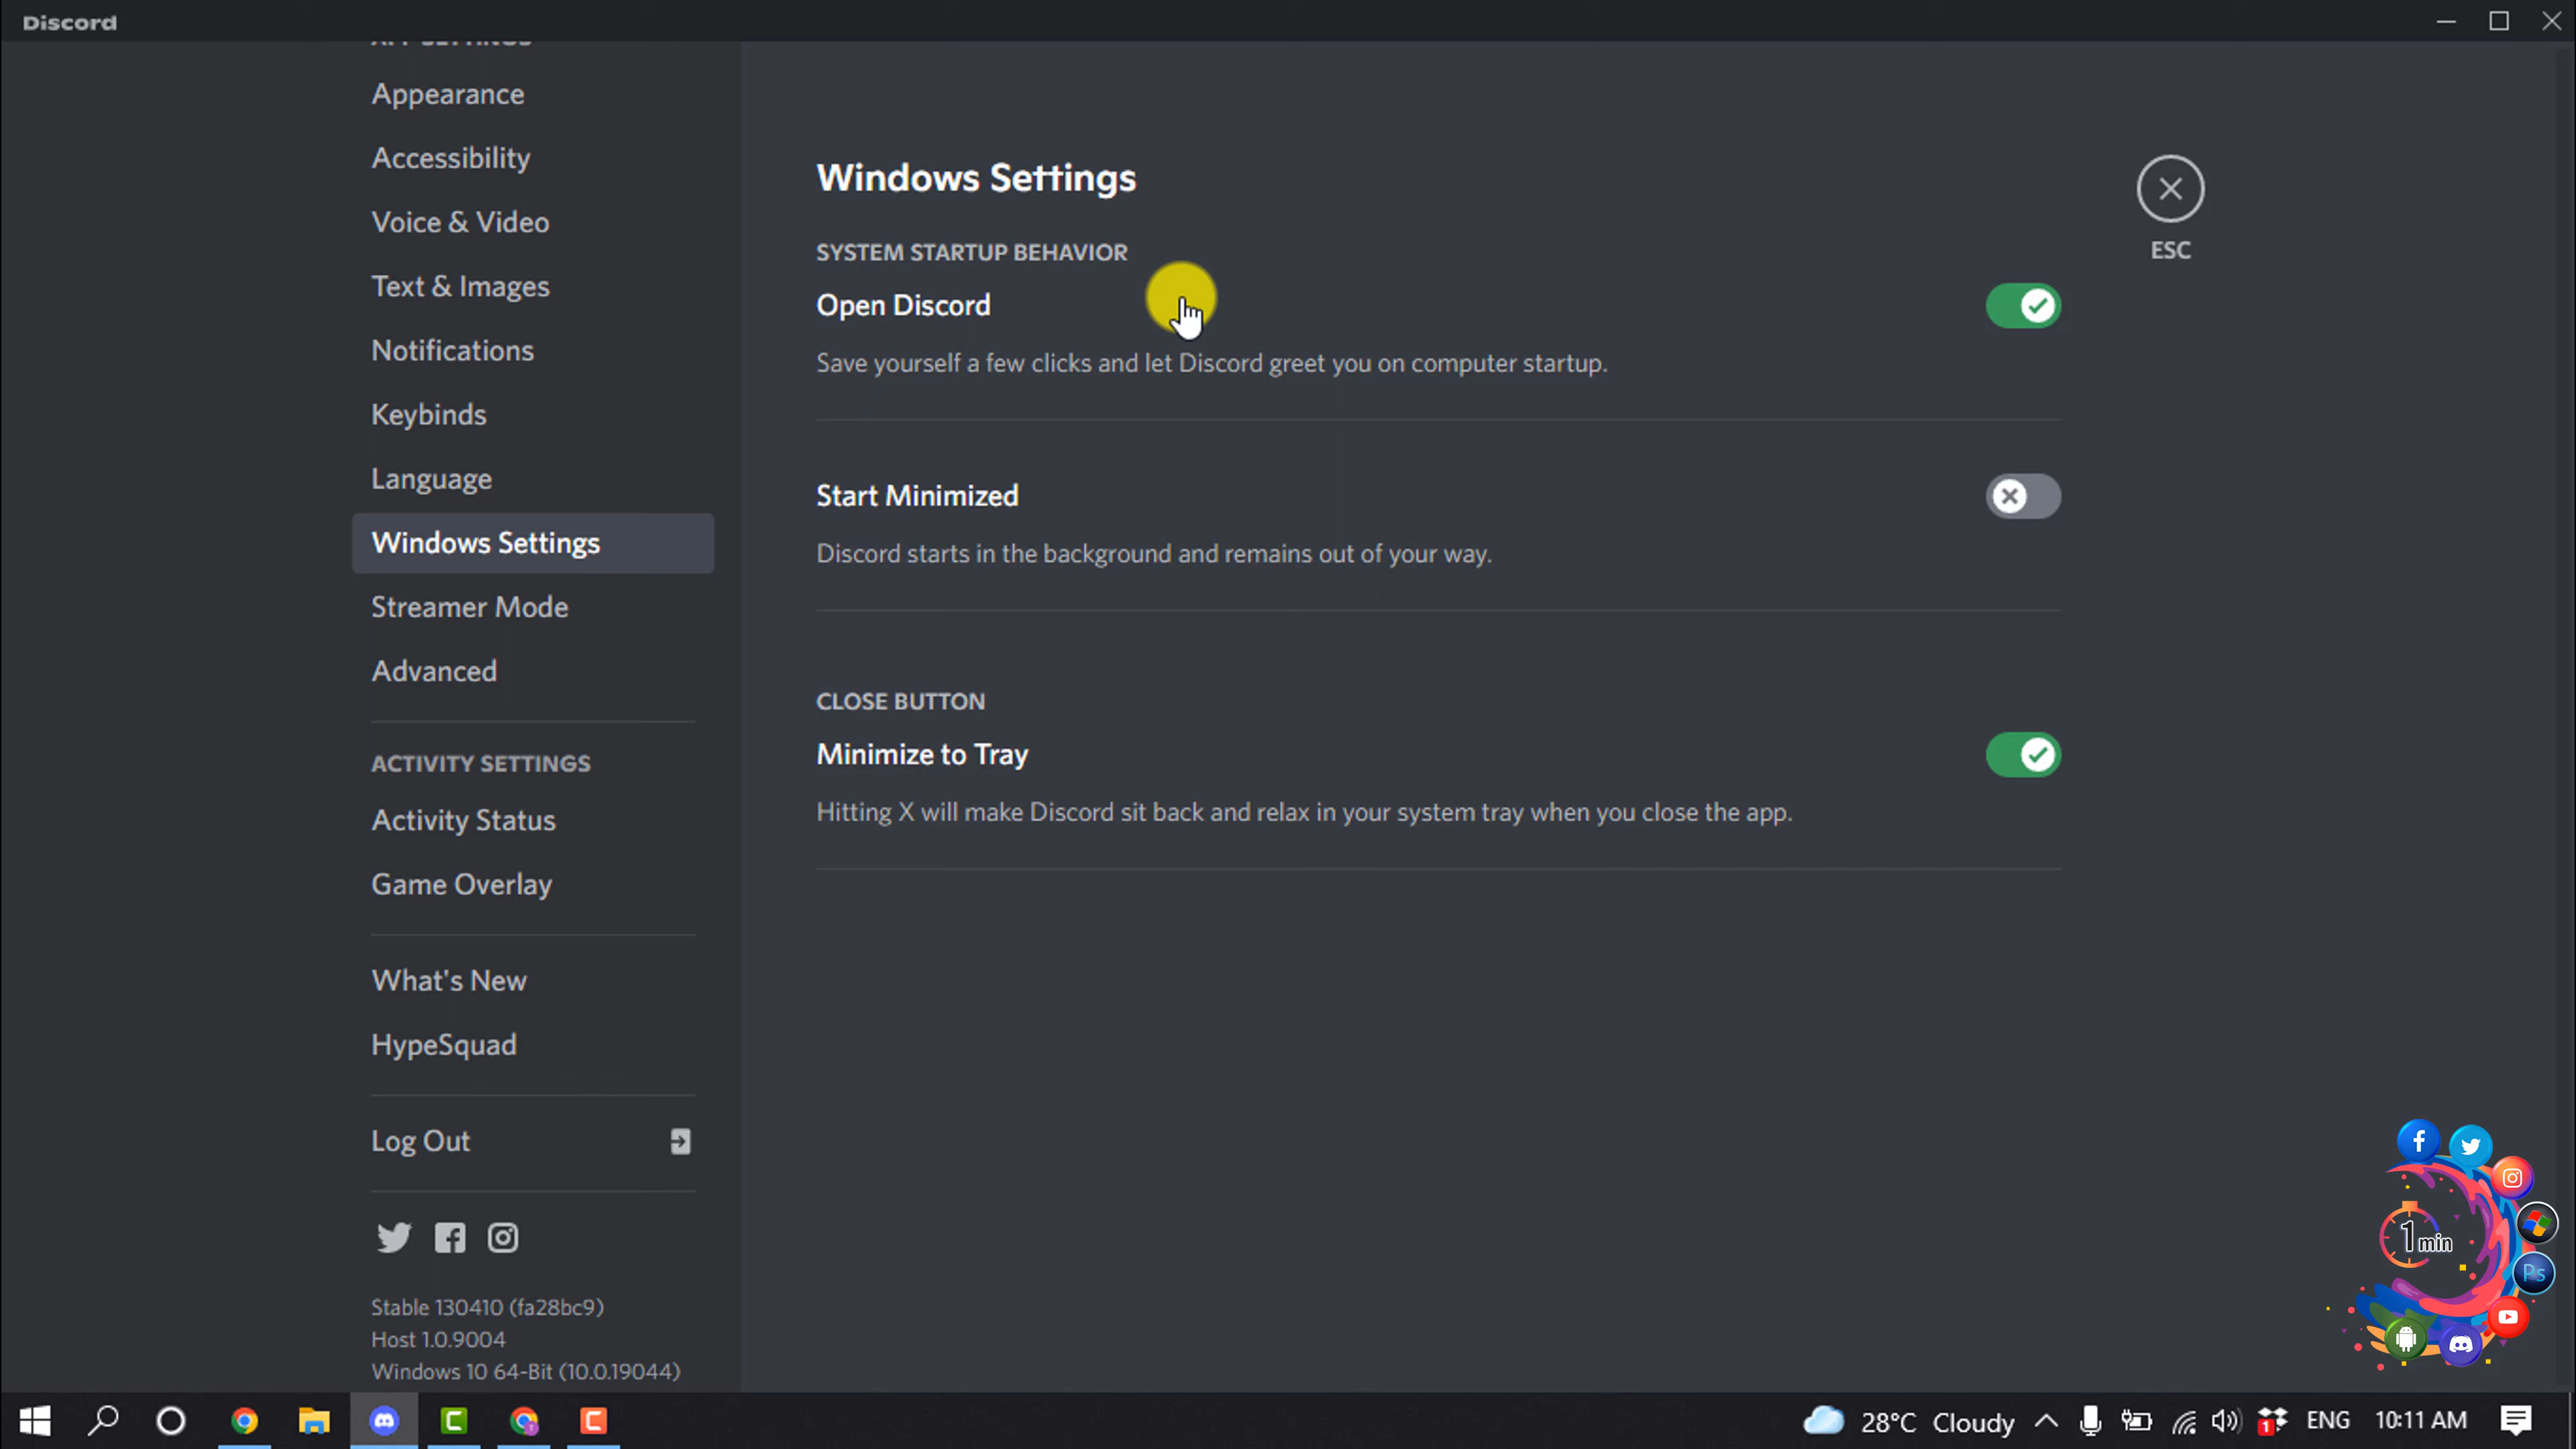 Discord
APP SETTINGS
Appearance
Accessibility
Voice & Video
Text & Images
Notifications
Keybinds
Language
Windows Settings
Streamer Mode
Advanced
ACTIVITY SETTINGS
Activity Status
Game Overlay
What's New
HypeSquad
Log Out
Stable 130410 (fa28bc9)
Host 1.0.9004
Windows 10 64-Bit (10.0.19044)
Windows Settings
ESC
SYSTEM STARTUP BEHAVIOR
Open Discord
Save yourself a few clicks and let Discord greet you on computer startup.
Start Minimized
Discord starts in the background and remains out of your way.
CLOSE BUTTON
Minimize to Tray
Hitting X will make Discord sit back and relax in your system tray when you close the app.
1 min
Ps
28°C Cloudy
1
ENG
10:11 AM